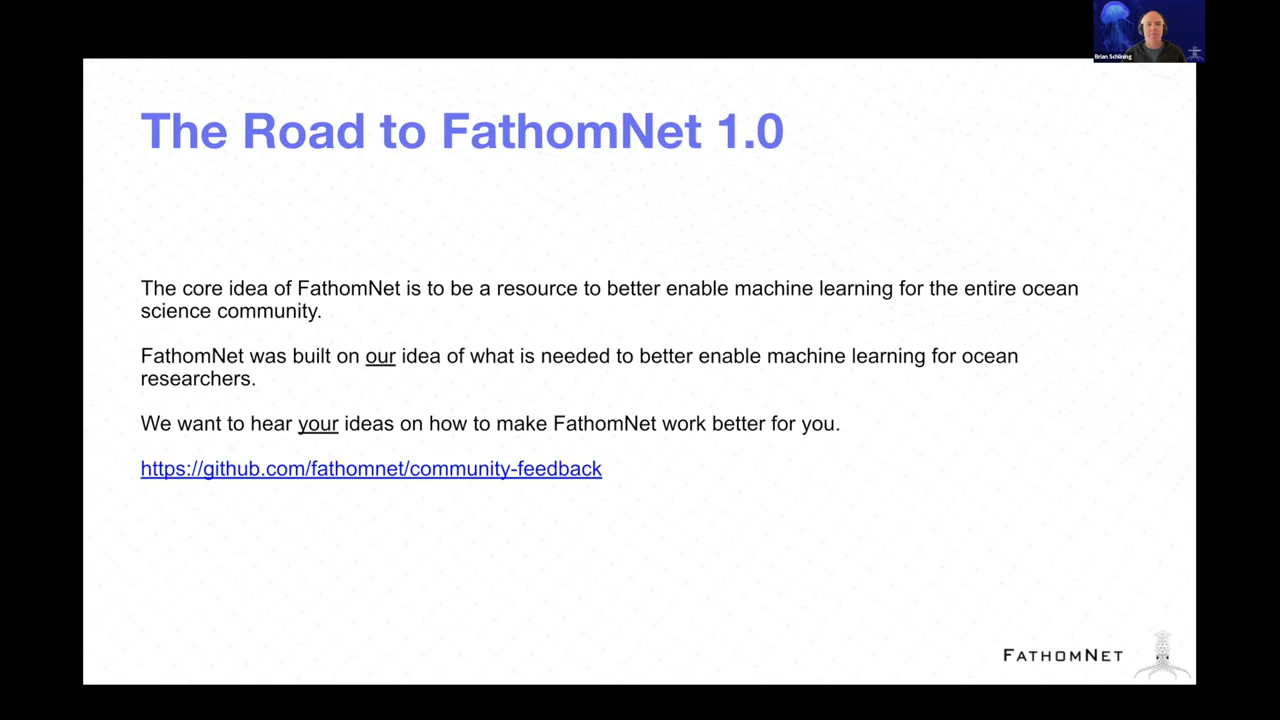 Brian Schlining
The Road to FathomNet 1.0
The core idea of FathomNet is to be a resource to better enable machine learning for the entire ocean
science community.
FathomNet was built on our idea of what is needed to better enable machine learning for ocean
researchers.
We want to hear your ideas on how to make FathomNet work better for you.
https://github.com/fathomnet/community-feedback
FATHOMNET